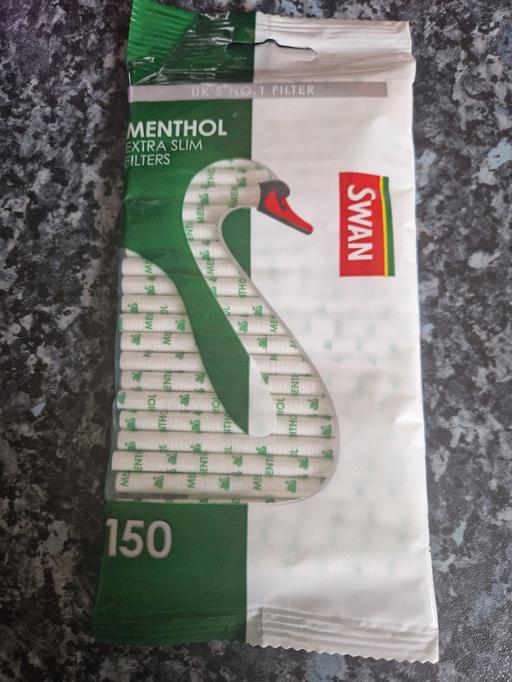 UK'S NO.1 FILTER
MENTHOL
EXTRA SLIM
FILTERS
SWAN
150